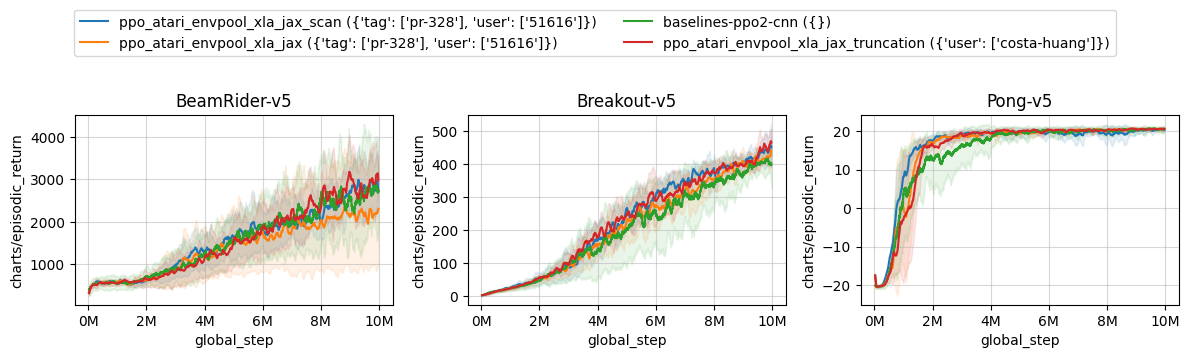 ppo_atari_envpool_xla_jax_scan ({'tag': ['pr-328'], 'user': ['51616']})
ppo_atari_envpool_xla_jax ({'tag': ['pr-328'], 'user': ['51616']})
baselines-ppo2-cnn ({})
ppo_atari_envpool_xla_jax_truncation ({'user': ['costa-huang']})
BeamRider-v5
charts/episodic_return
4000
3000
2000
1000
0M 2M 4M 6M 8M 10M
global_step
Breakout-v5
charts/episodic_return
500
400
300
200
100
0
0M 2M 4M 6M 8M 10M
global_step
Pong-v5
charts/episodic_return
20
10
0
−10
−20
0M 2M 4M 6M 8M 10M
global_step